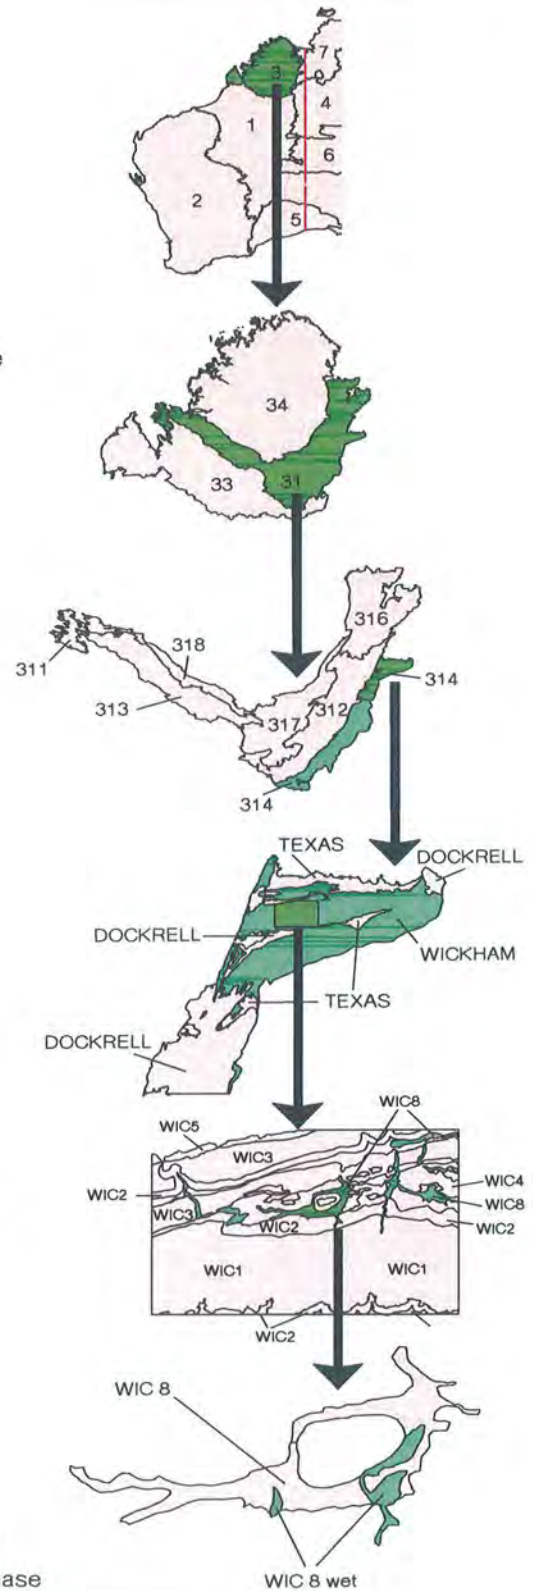 7
3
4
1
6
2
5
e
34
33
31
316
318
311
314
313
312
317
314
TEXAS
DOCKRELL
DOCKRELL
WICKHAM
TEXAS
DOCKRELL
WIC8
WIC5
WIC3
WIC4
WIC2
WIC8
WIC3
WIC2
WIC2
WIC1
WIC1
WIC2
WIC 8
WIC 8 wet
ase